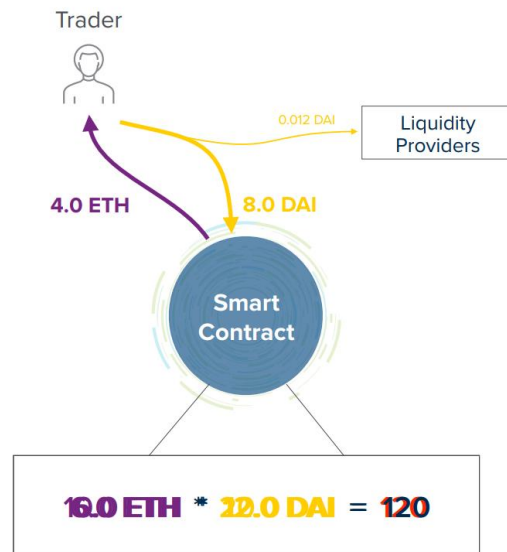 Trader
0.012 DAI
Liquidity
Providers
4.0 ETH
8.0 DAI
Smart
Contract
ETH * DAI = 120